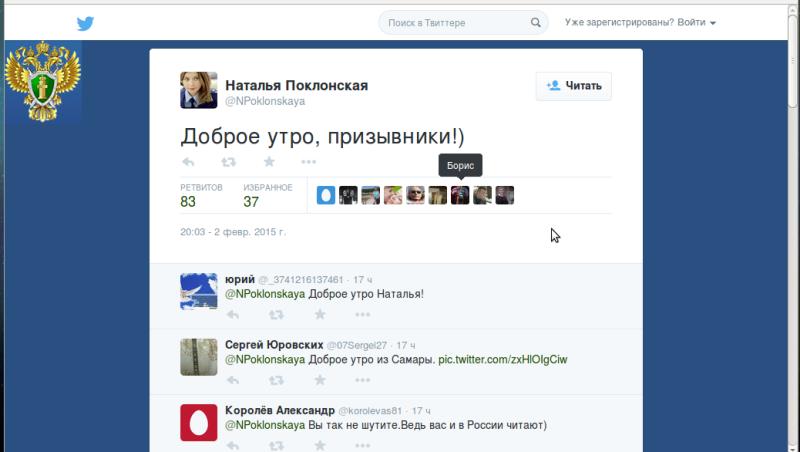 Поиск в Твиттере
Уже зарегистрированы? Войти
Наталья Поклонская
@NPoklonskaya
Читать
Доброе утро, призывники!)
Борис
РЕТВИТОВ
83
ИЗБРАННОЕ
37
20:03 - 2 февр. 2015 г.
юрий @_3741216137461 · 17 ч
@NPoklonskaya Доброе утро Наталья!
Сергей Юровских @07Sergei27 · 17 ч
@NPoklonskaya Доброе утро из Самары. pic.twitter.com/zxHlOIgCiw
Королёв Александр @korolevas81 · 17 ч
@NPoklonskaya Вы так не шутите.Ведь вас и в России читают)